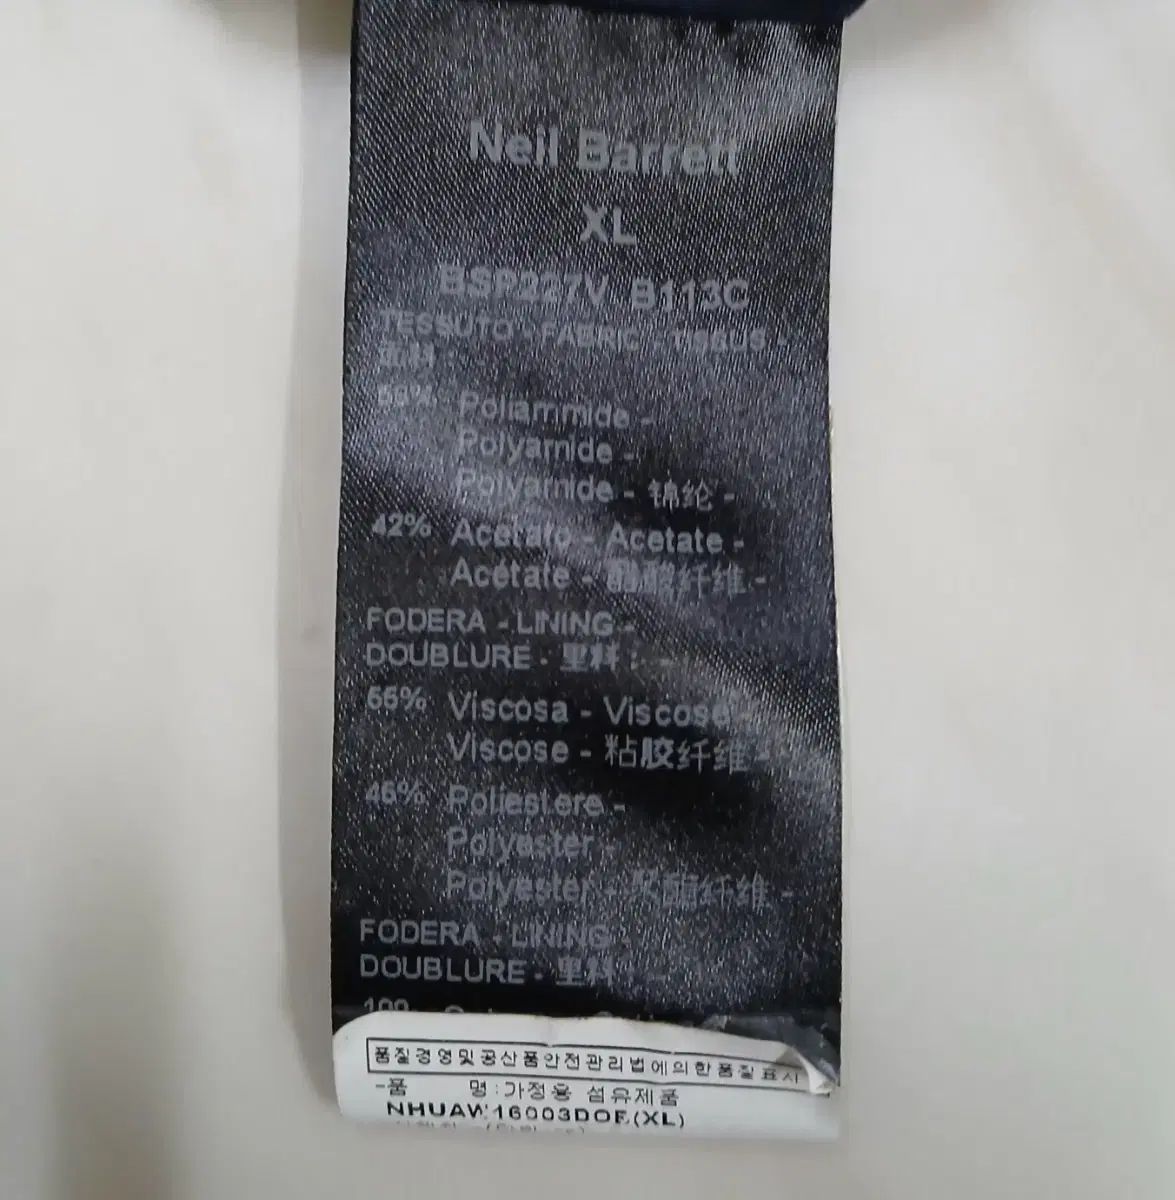 Neil Barrett
XL
BSP227V B113C
TESSUTO - FABRIC - TISSUS -
面料 :
Poliammide -
Polyamide -
Polyamide - 锦纶 -
42% Acetato - Acetate -
Acétate - 醋酸纤维 -
FODERA - LINING -
DOUBLURE - 里料 : -
55% Viscosa - Viscose -
Viscose - 粘胶纤维 -
45% Poliestere -
Polyester -
Polyester - 聚酯纤维 -
FODERA - LINING -
DOUBLURE - 里料 : -
100
품질경영및공산품안전관리법에의한품질표시
-품 명:가정용 섬유제품
NHUAW16003DOE(XL)